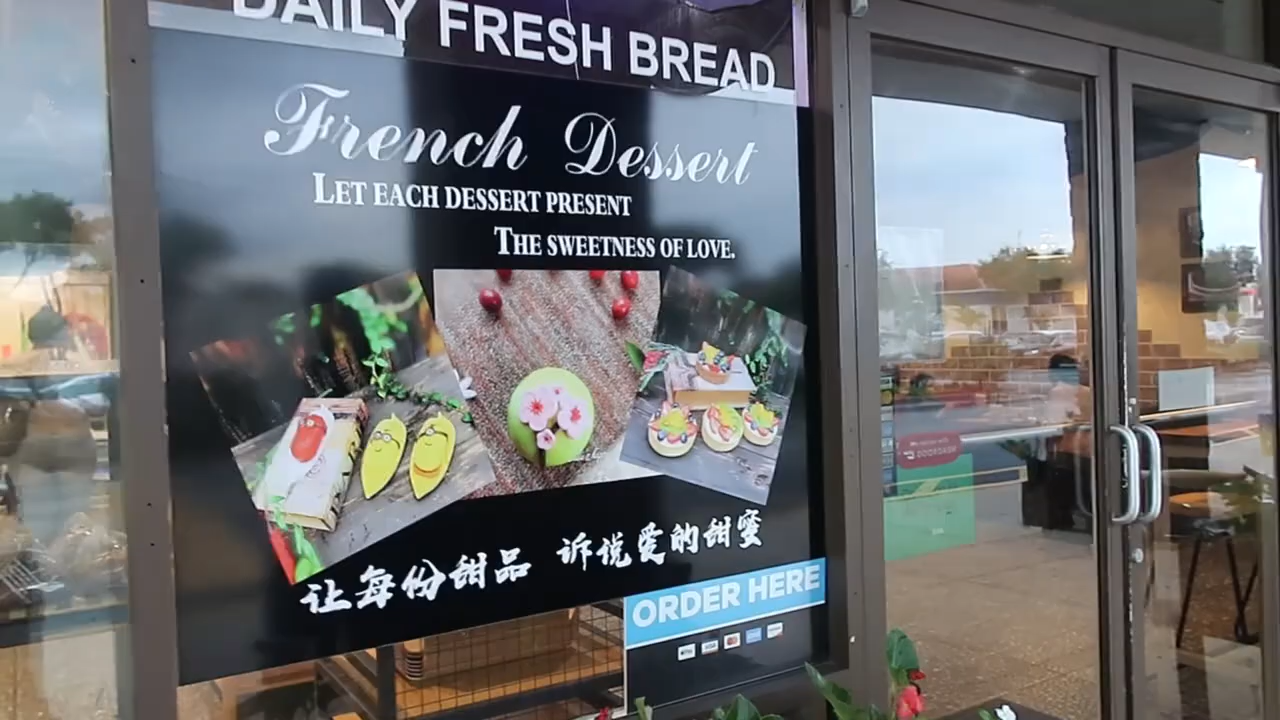 DAILY FRESH BREAD
French Dessert
LET EACH DESSERT PRESENT
THE SWEETNESS OF LOVE.
让每份甜品 诉说爱的甜蜜
ORDER HERE
DOORDASH